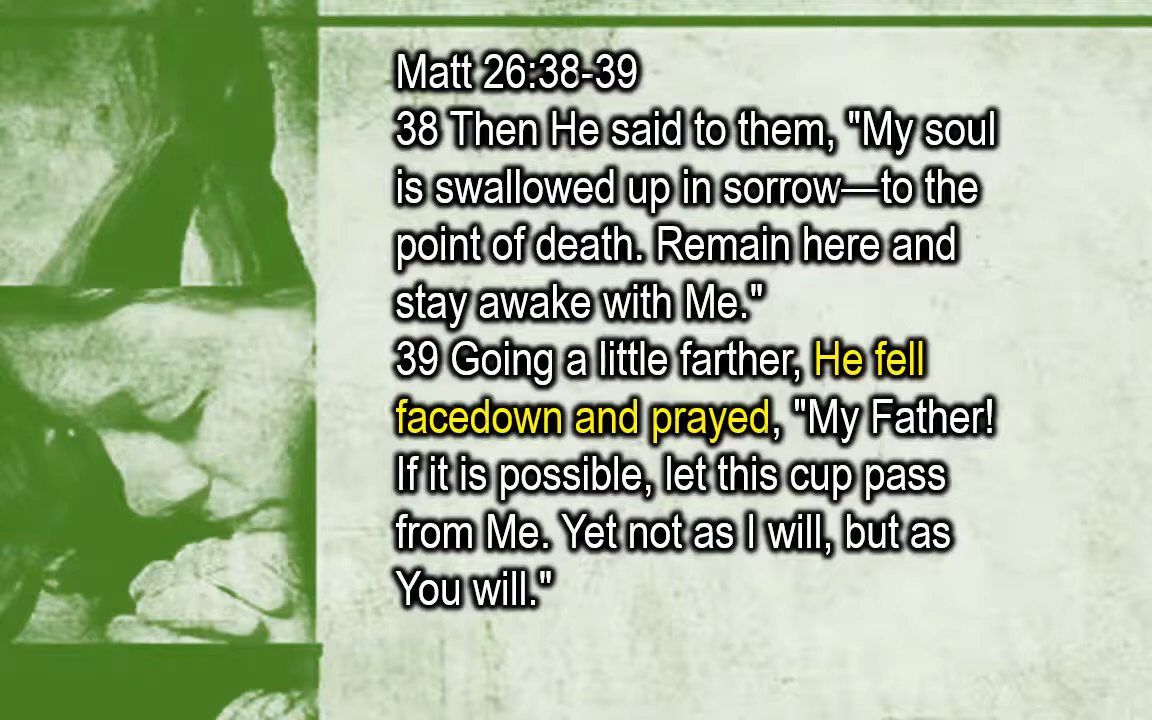 Matt 26:38-39
38 Then He said to them, "My soul
is swallowed up in sorrow—to the
point of death. Remain here and
stay awake with Me."
39 Going a little farther, He fell
facedown and prayed, "My Father!
If it is possible, let this cup pass
from Me. Yet not as I will, but as
You will."